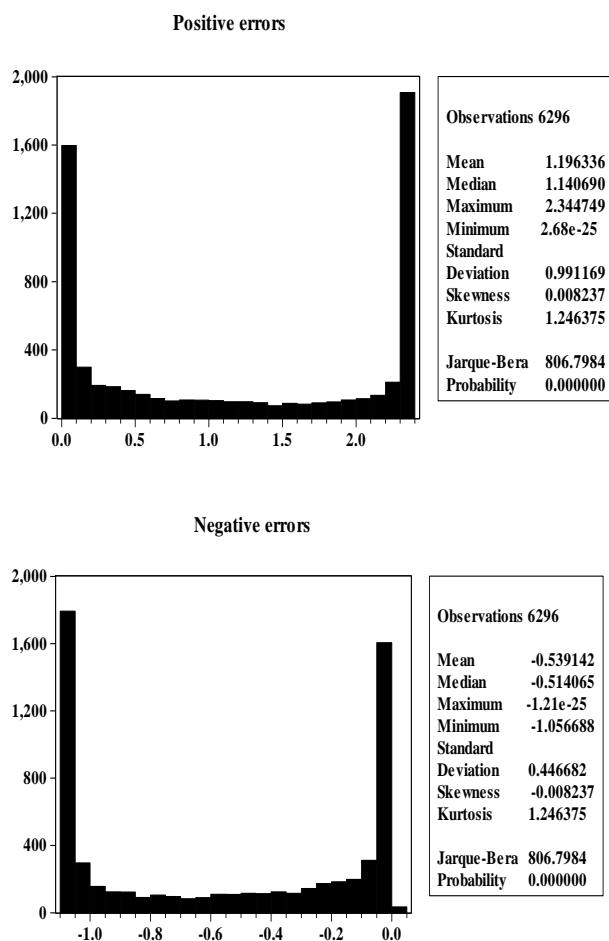 Positive errors
2,000
1,600
1,200
800
400
0
0.0 0.5 1.0 1.5 2.0
Observations 6296
Mean 1.196336
Median 1.140690
Maximum 2.344749
Minimum 2.68e-25
Standard
Deviation 0.991169
Skewness 0.008237
Kurtosis 1.246375
Jarque-Bera 806.7984
Probability 0.000000
Negative errors
2,000
1,600
1,200
800
400
0
-1.0 -0.8 -0.6 -0.4 -0.2 0.0
Observations 6296
Mean -0.539142
Median -0.514065
Maximum -1.21e-25
Minimum -1.056688
Standard
Deviation 0.446682
Skewness -0.008237
Kurtosis 1.246375
Jarque-Bera 806.7984
Probability 0.000000